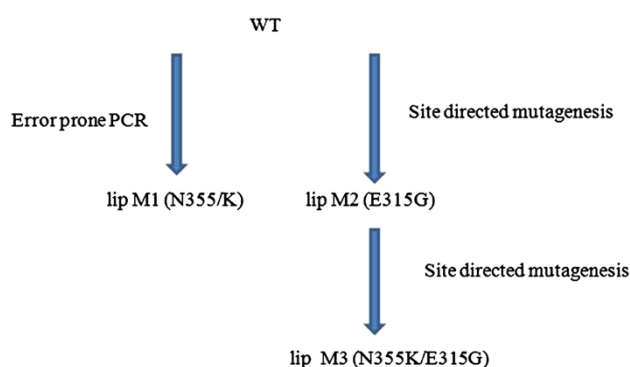 WT
Error prone PCR
Site directed mutagenesis
lip M1 (N355/K)
lip M2 (E315G)
Site directed mutagenesis
lip M3 (N355K/E315G)